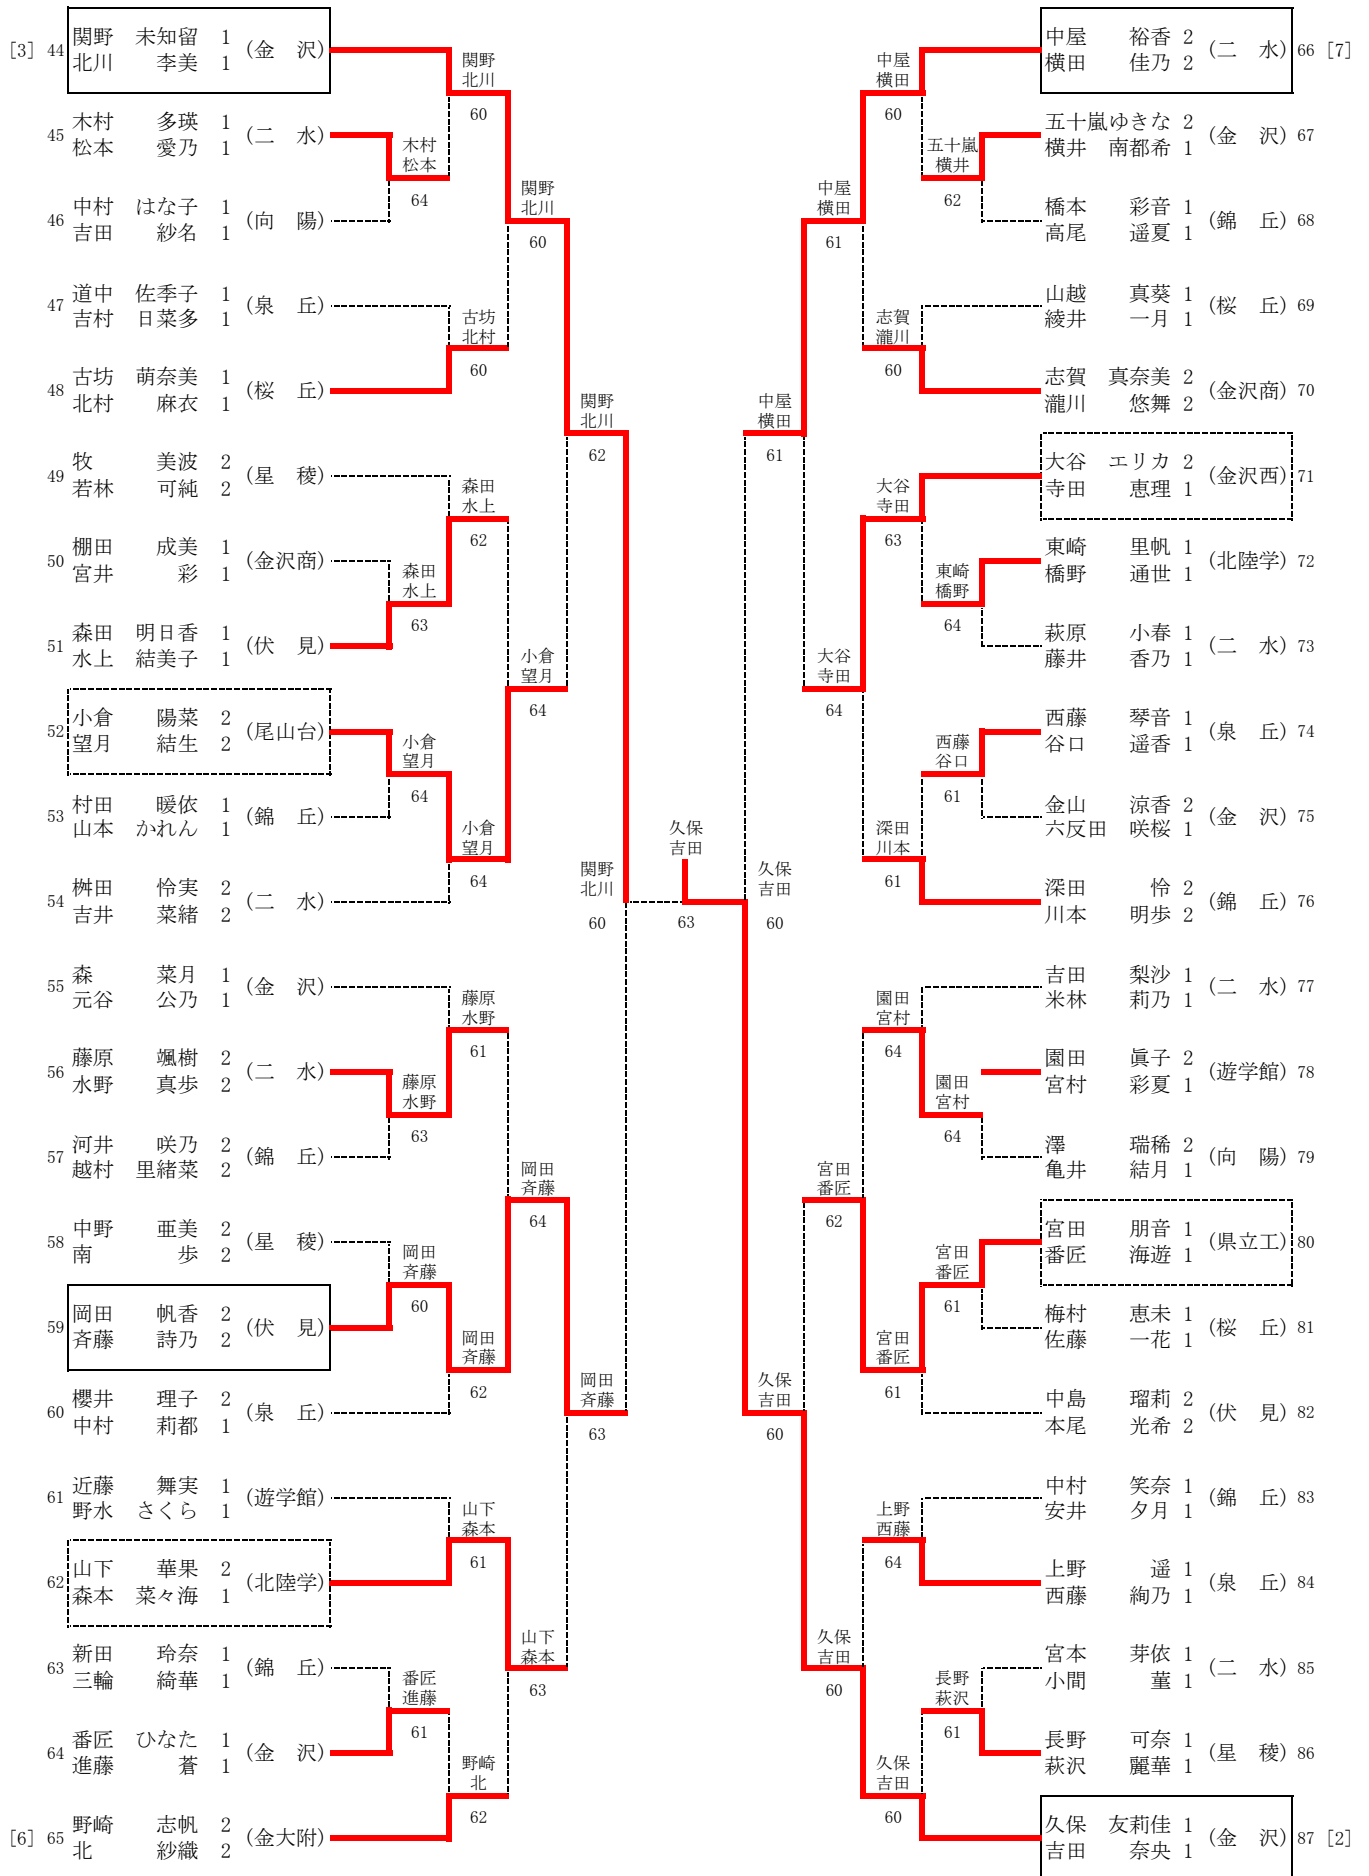 [3] 44 関野 未知留 1 (金 沢)
北川 李美 1
45 木村 多瑛 1 (二 水)
松本 愛乃 1
46 中村 はな子 1 (向 陽)
吉田 紗名 1
47 道中 佐季子 1 (泉 丘)
吉村 日菜多 1
48 古坊 萌奈美 1 (桜 丘)
北村 麻衣 1
49 牧 美波 2 (星 稜)
若林 可純 2
50 棚田 成美 1 (金沢商)
宮井 彩 1
51 森田 明日香 1 (伏 見)
水上 結美子 1
52 小倉 陽菜 2 (尾山台)
望月 結生 2
53 村田 暖依 1 (錦 丘)
山本 かれん 1
54 桝田 怜実 2 (二 水)
吉井 菜緒 2
55 森 菜月 1 (金 沢)
元谷 公乃 1
56 藤原 颯樹 2 (二 水)
水野 真歩 2
57 河井 咲乃 2 (錦 丘)
越村 里緒菜 2
58 中野 亜美 2 (星 稜)
南 歩 2
59 岡田 帆香 2 (伏 見)
斉藤 詩乃 2
60 櫻井 理子 2 (泉 丘)
中村 莉都 1
61 近藤 舞実 1 (遊学館)
野水 さくら 1
62 山下 華果 2 (北陸学)
森本 菜々海 1
63 新田 玲奈 1 (錦 丘)
三輪 綺華 1
64 番匠 ひなた 1 (金 沢)
進藤 蒼 1
[6] 65 野崎 志帆 2 (金大附)
北 紗織 2
木村
松本
64
森田
水上
63
小倉
望月
64
藤原
水野
63
岡田
斉藤
60
番匠
進藤
61
関野
北川
60
古坊
北村
60
森田
水上
62
小倉
望月
64
藤原
水野
61
岡田
斉藤
62
山下
森本
61
野崎
北
62
関野
北川
60
小倉
望月
64
岡田
斉藤
64
山下
森本
63
関野
北川
62
岡田
斉藤
63
関野
北川
60
久保
吉田
63
久保
吉田
60
中屋
横田
61
久保
吉田
60
中屋
横田
61
大谷
寺田
64
宮田
番匠
62
久保
吉田
60
中屋
横田
60
志賀
瀧川
60
大谷
寺田
63
深田
川本
61
園田
宮村
64
宮田
番匠
61
上野
西藤
64
久保
吉田
60
五十嵐
横井
62
東崎
橋野
64
西藤
谷口
61
園田
宮村
64
宮田
番匠
61
長野
萩沢
61
中屋 裕香 2 (二 水) 66 [7]
横田 佳乃 2
五十嵐ゆきな 2 (金 沢) 67
横井 南都希 1
橋本 彩音 1 (錦 丘) 68
高尾 遥夏 1
山越 真葵 1 (桜 丘) 69
綾井 一月 1
志賀 真奈美 2 (金沢商) 70
瀧川 悠舞 2
大谷 エリカ 2 (金沢西) 71
寺田 恵理 1
東崎 里帆 1 (北陸学) 72
橋野 通世 1
萩原 小春 1 (二 水) 73
藤井 香乃 1
西藤 琴音 1 (泉 丘) 74
谷口 遥香 1
金山 涼香 2 (金 沢) 75
六反田 咲桜 1
深田 怜 2 (錦 丘) 76
川本 明歩 2
吉田 梨沙 1 (二 水) 77
米林 莉乃 1
園田 眞子 2 (遊学館) 78
宮村 彩夏 1
澤 瑞稀 2 (向 陽) 79
亀井 結月 1
宮田 朋音 1 (県立工) 80
番匠 海遊 1
梅村 恵未 1 (桜 丘) 81
佐藤 一花 1
中島 瑠莉 2 (伏 見) 82
本尾 光希 2
中村 笑奈 1 (錦 丘) 83
安井 夕月 1
上野 遥 1 (泉 丘) 84
西藤 絢乃 1
宮本 芽依 1 (二 水) 85
小間 菫 1
長野 可奈 1 (星 稜) 86
萩沢 麗華 1
久保 友莉佳 1 (金 沢) 87 [2]
吉田 奈央 1